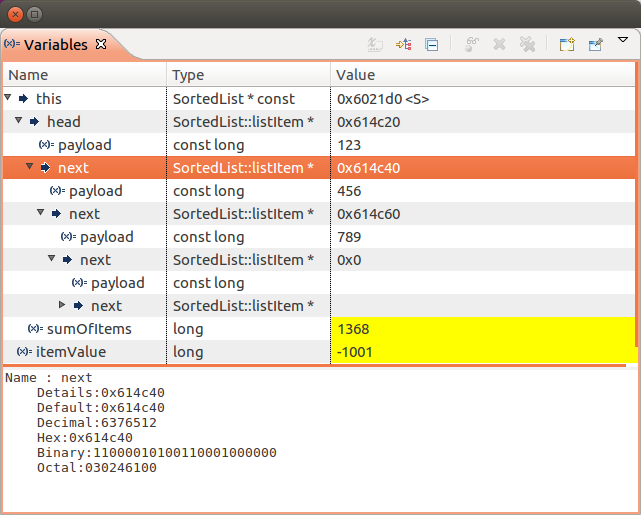 (x)= Variables
Name Type Value
this SortedList * const 0x6021d0 <S>
head SortedList::listItem * 0x614c20
(x)= payload const long 123
next SortedList::listItem * 0x614c40
(x)= payload const long 456
next SortedList::listItem * 0x614c60
(x)= payload const long 789
next SortedList::listItem * 0x0
(x)= payload const long
next SortedList::listItem *
(x)= sumOfItems long 1368
(x)= itemValue long -1001
Name : next
Details:0x614c40
Default:0x614c40
Decimal:6376512
Hex:0x614c40
Binary:11000010100110001000000
Octal:030246100